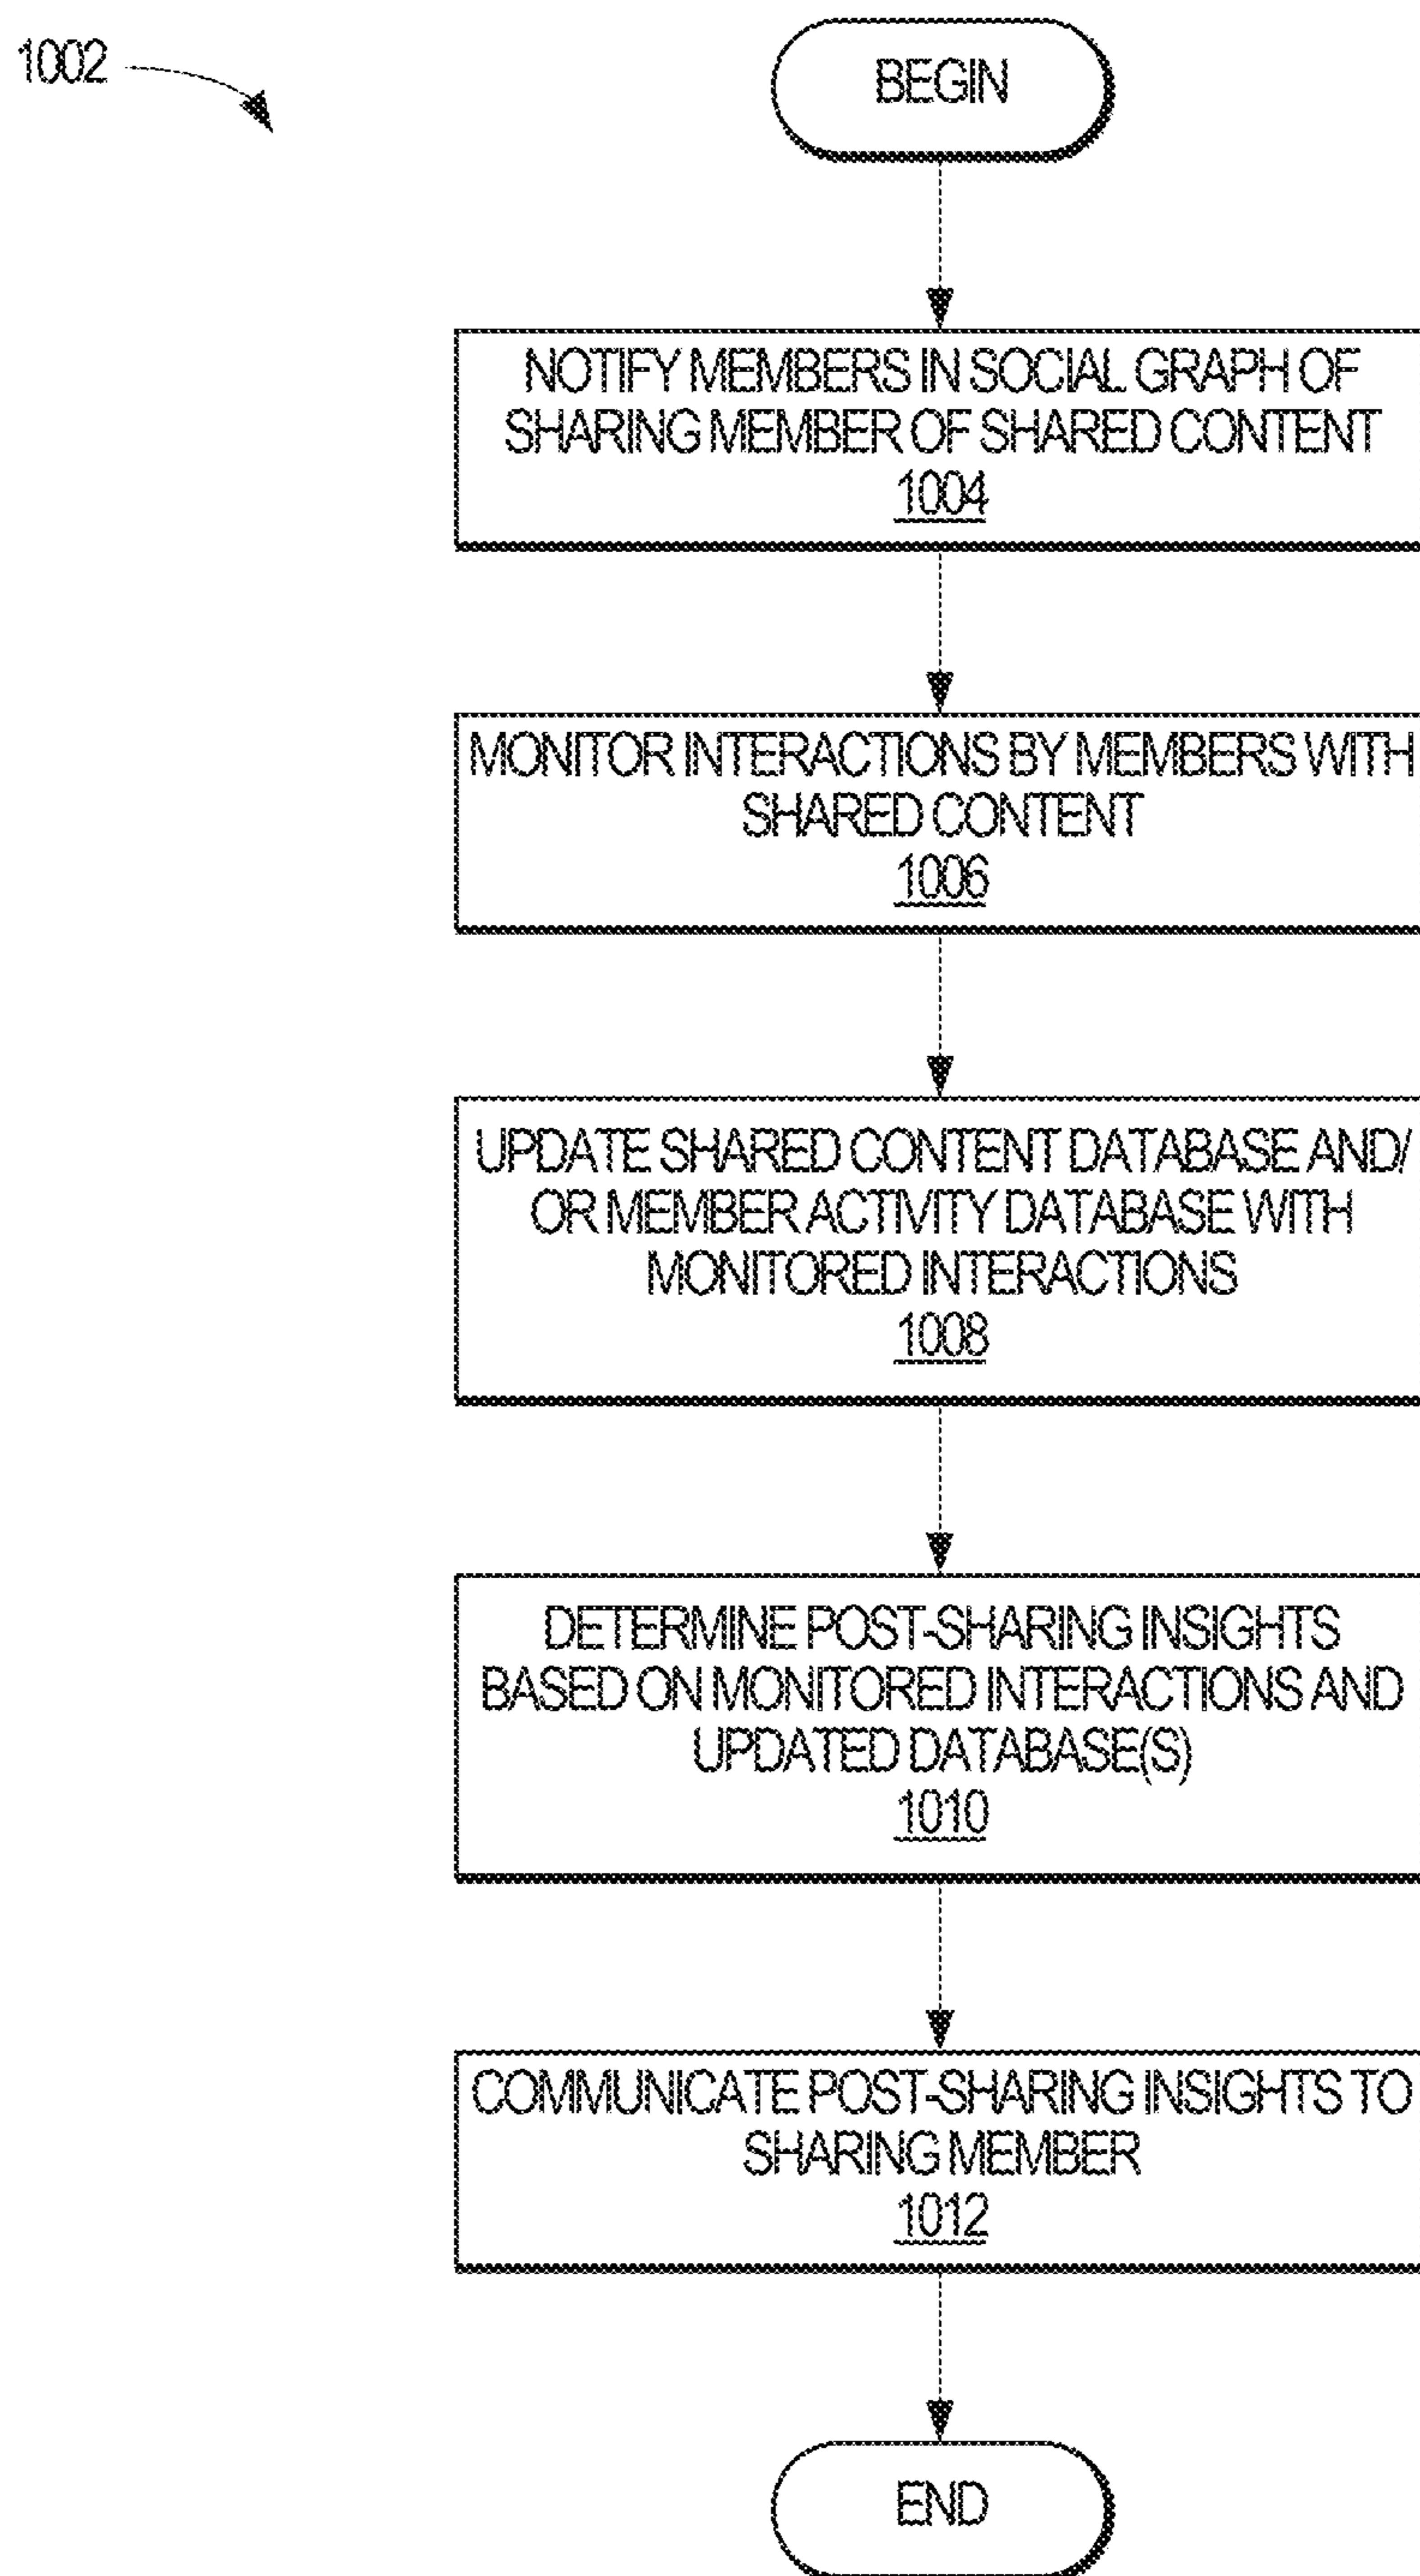 1002
BEGIN
NOTIFY MEMBERS IN SOCIAL GRAPH OF
SHARING MEMBER OF SHARED CONTENT
1004
MONITOR INTERACTIONS BY MEMBERS WITH
SHARED CONTENT
1006
UPDATE SHARED CONTENT DATABASE AND/
OR MEMBER ACTIVITY DATABASE WITH
MONITORED INTERACTIONS
1008
DETERMINE POST-SHARING INSIGHTS
BASED ON MONITORED INTERACTIONS AND
UPDATED DATABASE(S)
1010
COMMUNICATE POST-SHARING INSIGHTS TO
SHARING MEMBER
1012
END